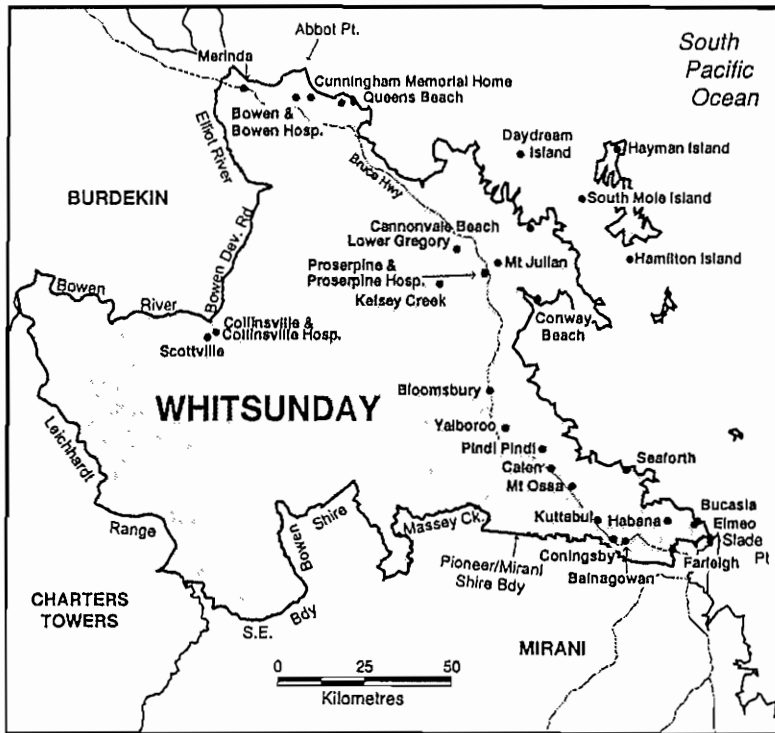 Abbot Pt.
South
Pacific
Ocean
Merinda
Cunningham Memorial Home
Queens Beach
Bowen &
Bowen Hosp.
Elliot River
Daydream
Island
Hayman Island
Bruce Hwy
BURDEKIN
South Mole Island
Cannonvale Beach
Lower Gregory
Bowen Dev. Rd
Mt Julian
Hamilton Island
Proserpine &
Proserpine Hosp.
Kelsey Creek
Bowen
River
Conway
Beach
Collinsville &
Collinsville Hosp.
Scottville
Bloomsbury
WHITSUNDAY
Yalboroo
Pindi Pindi
Leichhardt
Calen
Seaforth
Mt Ossa
Range
Bowen
Shire
Massey Ck.
Kuttabul
Habana
Bucasia
Eimeo
Slade
Pt
Coningsby
Farleigh
Pioneer/Mirani
Shire Bdy
Balnagowan
CHARTERS
TOWERS
S.E.
Bdy
MIRANI
0 25 50
Kilometres